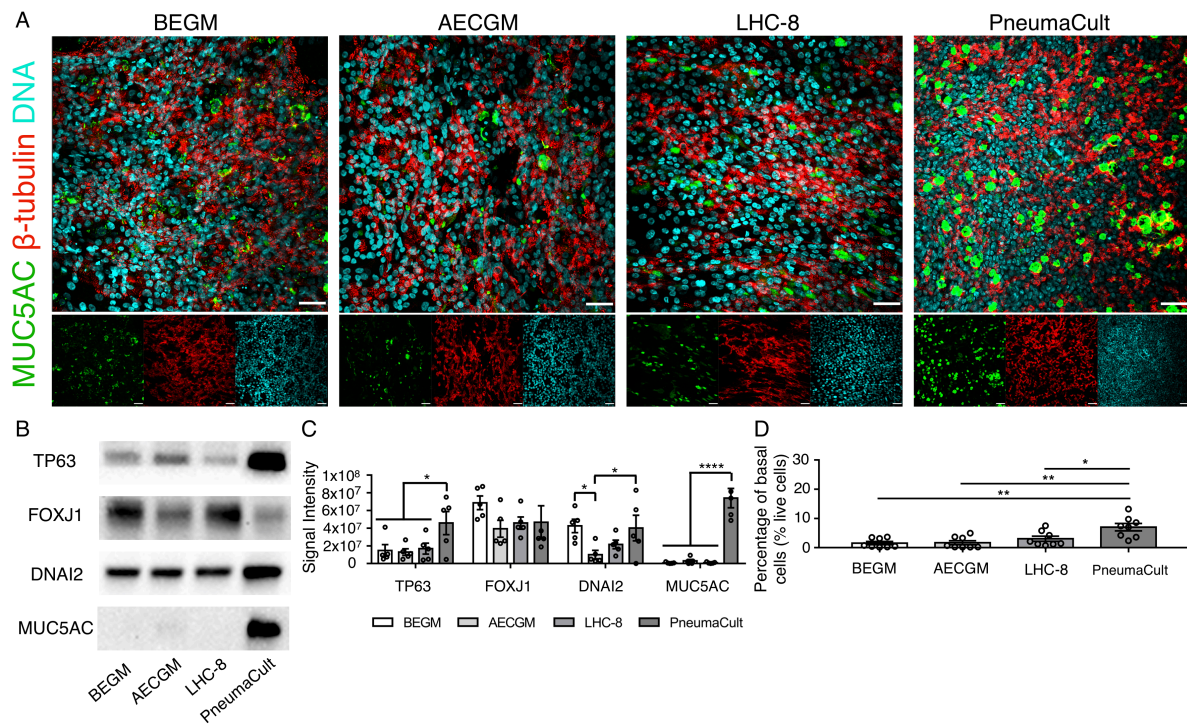 A
BEGM
AECGM
LHC-8
PneumaCult
MUC5AC β-tubulin DNA
B
TP63
FOXJ1
DNAI2
MUC5AC
BEGM
AECGM
LHC-8
PneumaCult
C
Signal Intensity
1x10⁸
8x10⁷
6x10⁷
4x10⁷
2x10⁷
*
*
*
****
TP63
FOXJ1
DNAI2
MUC5AC
BEGM
AECGM
LHC-8
PneumaCult
D
Percentage of basal
cells (% live cells)
30
20
10
0
*
**
**
BEGM
AECGM
LHC-8
PneumaCult